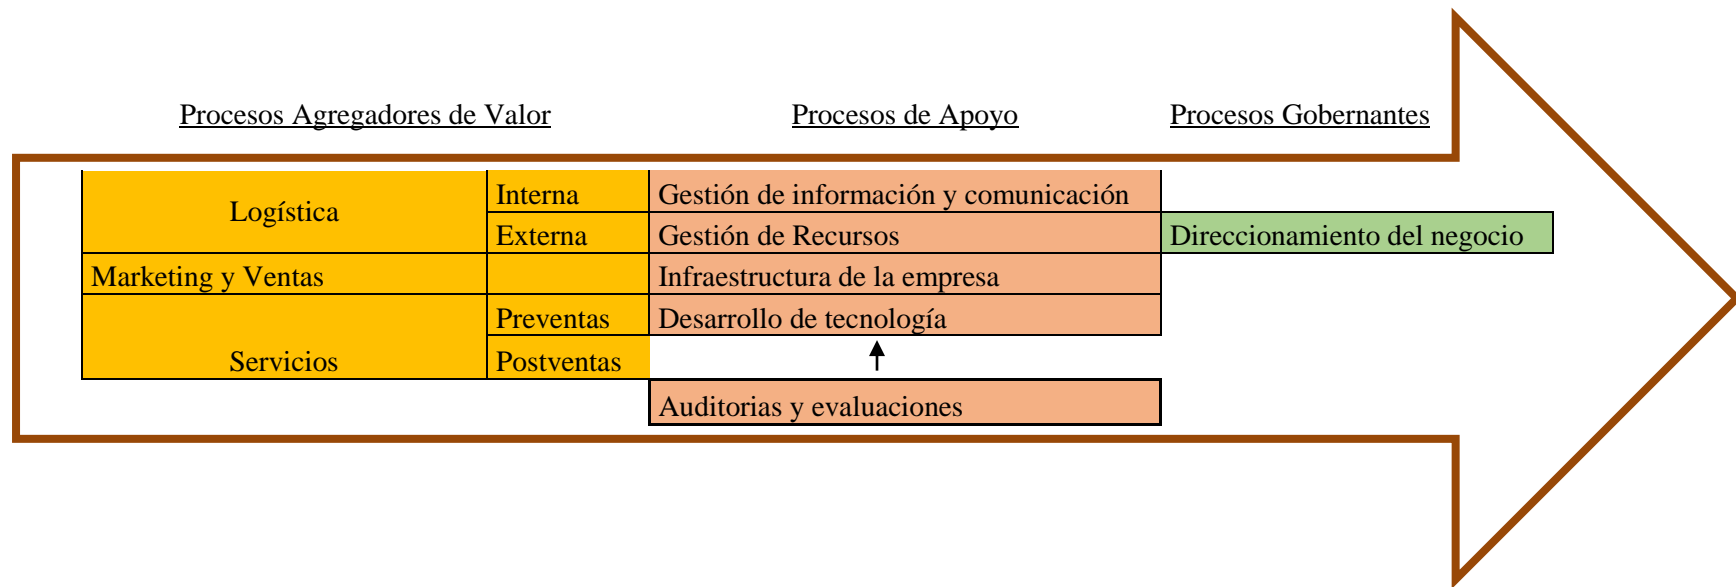 Procesos Agregadores de Valor
Procesos de Apoyo
Procesos Gobernantes
Logística
Interna
Gestión de información y comunicación
Externa
Gestión de Recursos
Direccionamiento del negocio
Marketing y Ventas
Infraestructura de la empresa
Preventas
Desarrollo de tecnología
Servicios
Postventas
Auditorias y evaluaciones